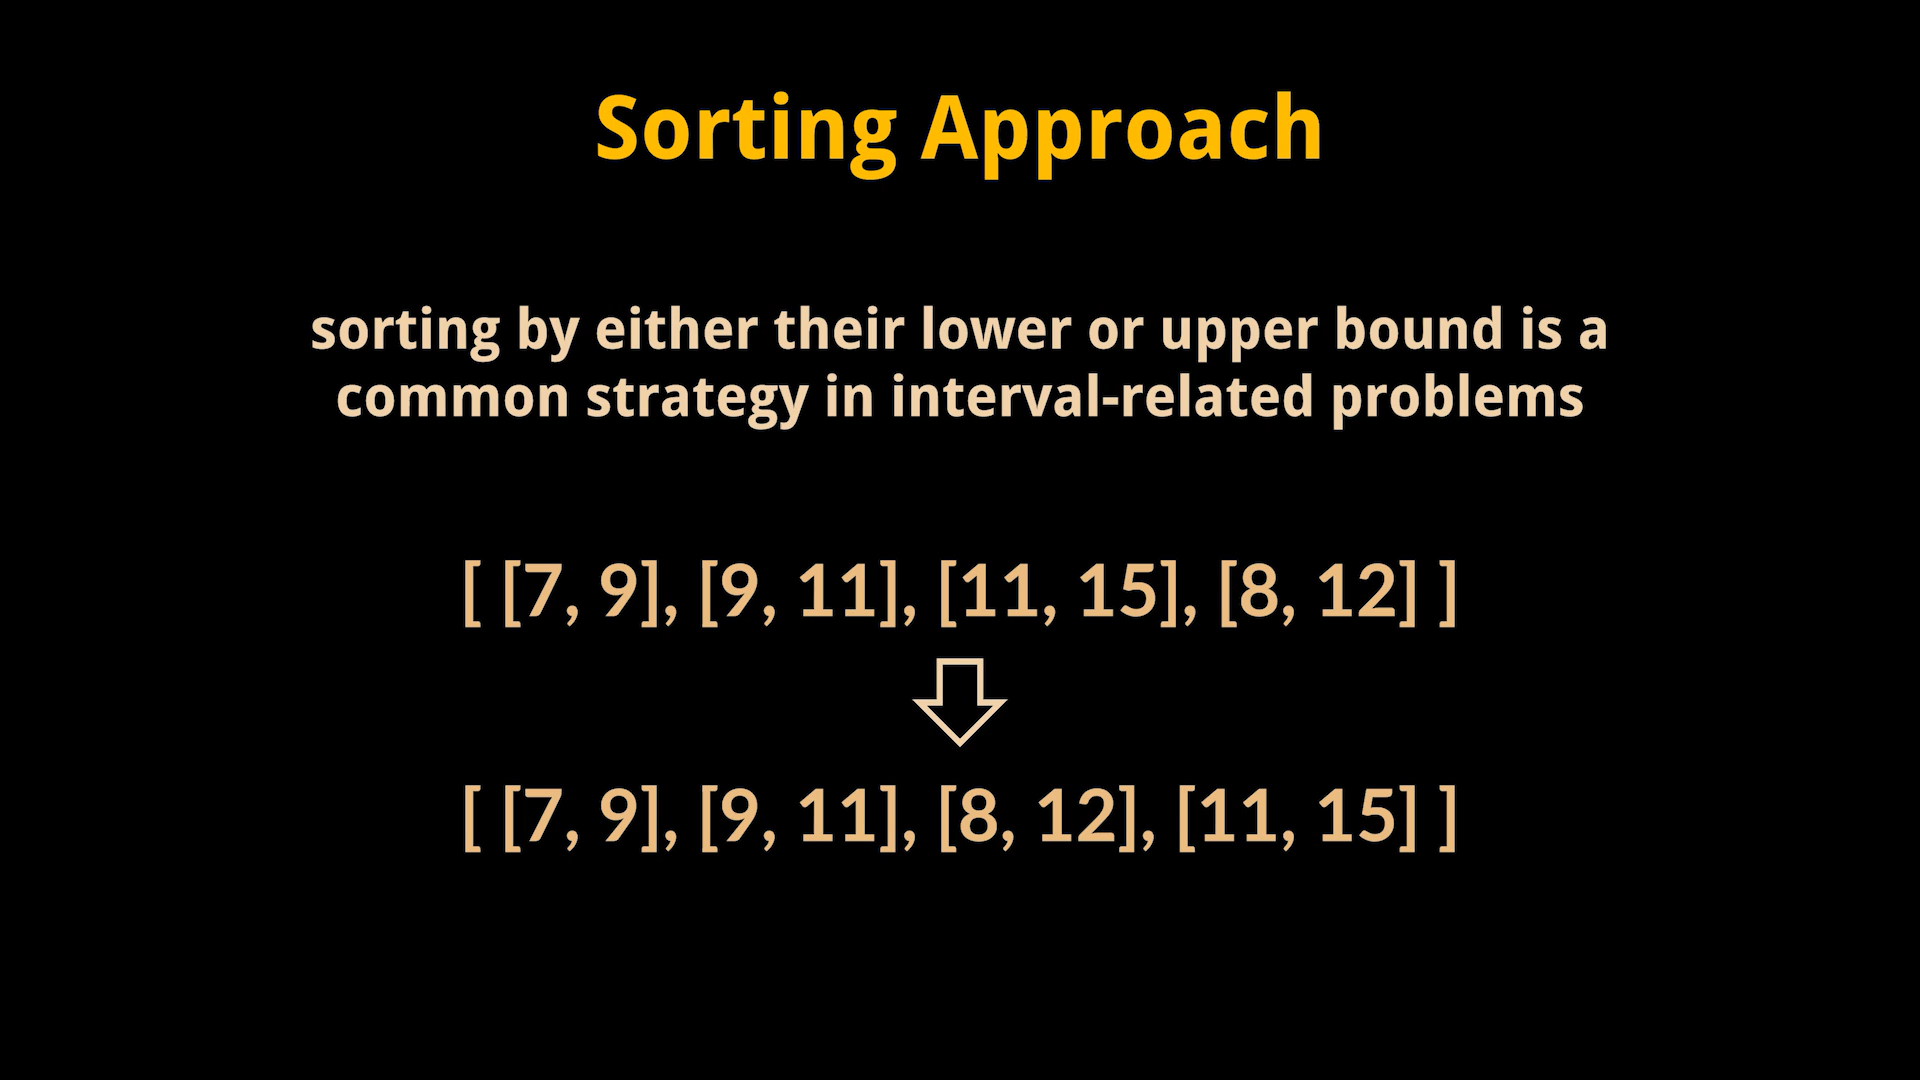 Sorting Approach
sorting by either their lower or upper bound is a
common strategy in interval-related problems
[ [7, 9], [9, 11], [11, 15], [8, 12] ]
[ [7, 9], [9, 11], [8, 12], [11, 15] ]